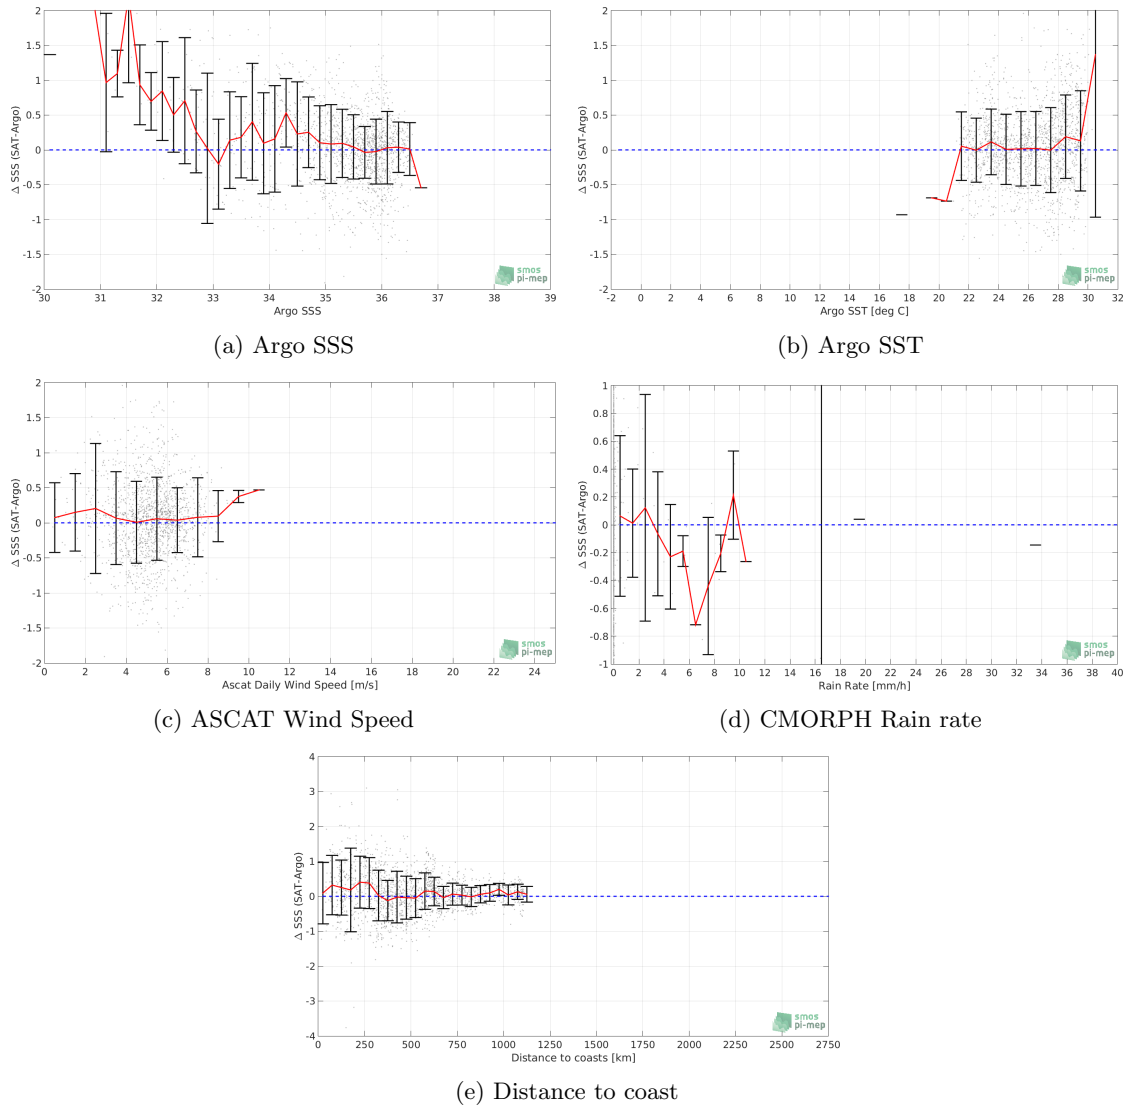 2
1.5
1
0.5
0
-0.5
-1
-1.5
-2
Δ SSS (SAT-Argo)
30 31 32 33 34 35 36 37 38 39
Argo SSS
smos
pi-mep
(a) Argo SSS
2
1.5
1
0.5
0
-0.5
-1
-1.5
-2
Δ SSS (SAT-Argo)
-2 0 2 4 6 8 10 12 14 16 18 20 22 24 26 28 30 32
Argo SST [deg C]
smos
pi-mep
(b) Argo SST
2
1.5
1
0.5
0
-0.5
-1
-1.5
-2
Δ SSS (SAT-Argo)
0 2 4 6 8 10 12 14 16 18 20 22 24
Ascat Daily Wind Speed [m/s]
smos
pi-mep
(c) ASCAT Wind Speed
1
0.8
0.6
0.4
0.2
0
-0.2
-0.4
-0.6
-0.8
-1
Δ SSS (SAT-Argo)
0 2 4 6 8 10 12 14 16 18 20 22 24 26 28 30 32 34 36 38 40
Rain Rate [mm/h]
smos
pi-mep
(d) CMORPH Rain rate
4
3
2
1
0
-1
-2
-3
-4
Δ SSS (SAT-Argo)
0 250 500 750 1000 1250 1500 1750 2000 2250 2500 2750
Distance to coasts [km]
smos
pi-mep
(e) Distance to coast